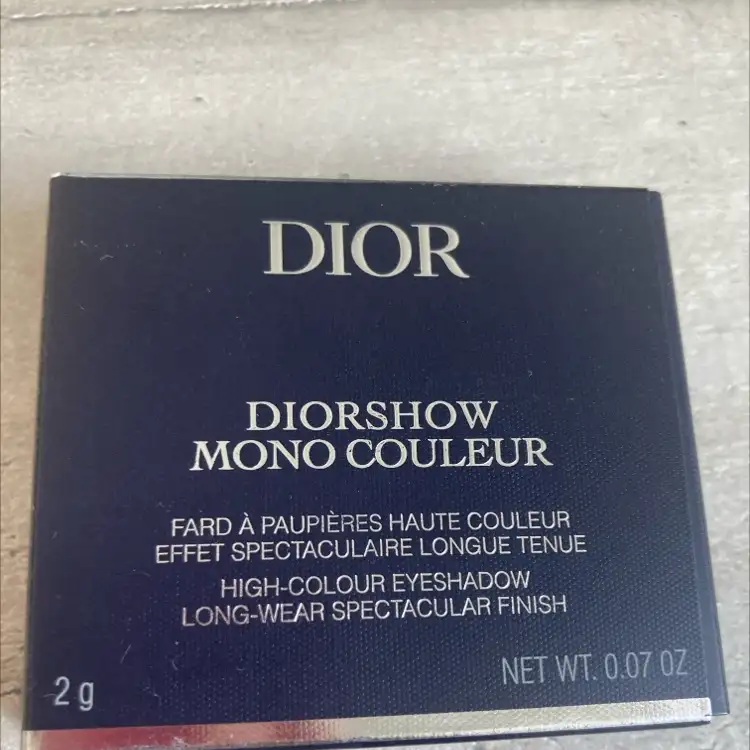 DIOR
DIORSHOW
MONO COULEUR
FARD À PAUPIÈRES HAUTE COULEUR
EFFET SPECTACULAIRE LONGUE TENUE
HIGH-COLOUR EYESHADOW
LONG-WEAR SPECTACULAR FINISH
2 g
NET WT. 0.07 OZ